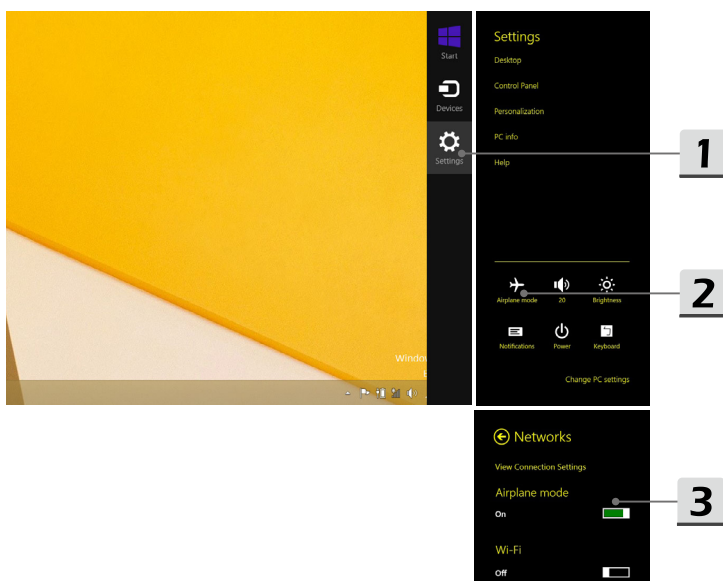 Start
Devices
Settings
Settings
Desktop
Control Panel
Personalization
PC info
Help
1
Airplane mode
20
Brightness
2
Notifications
Power
Keyboard
Change PC settings
Networks
View Connection Settings
Airplane mode
On
3
Wi-Fi
Off